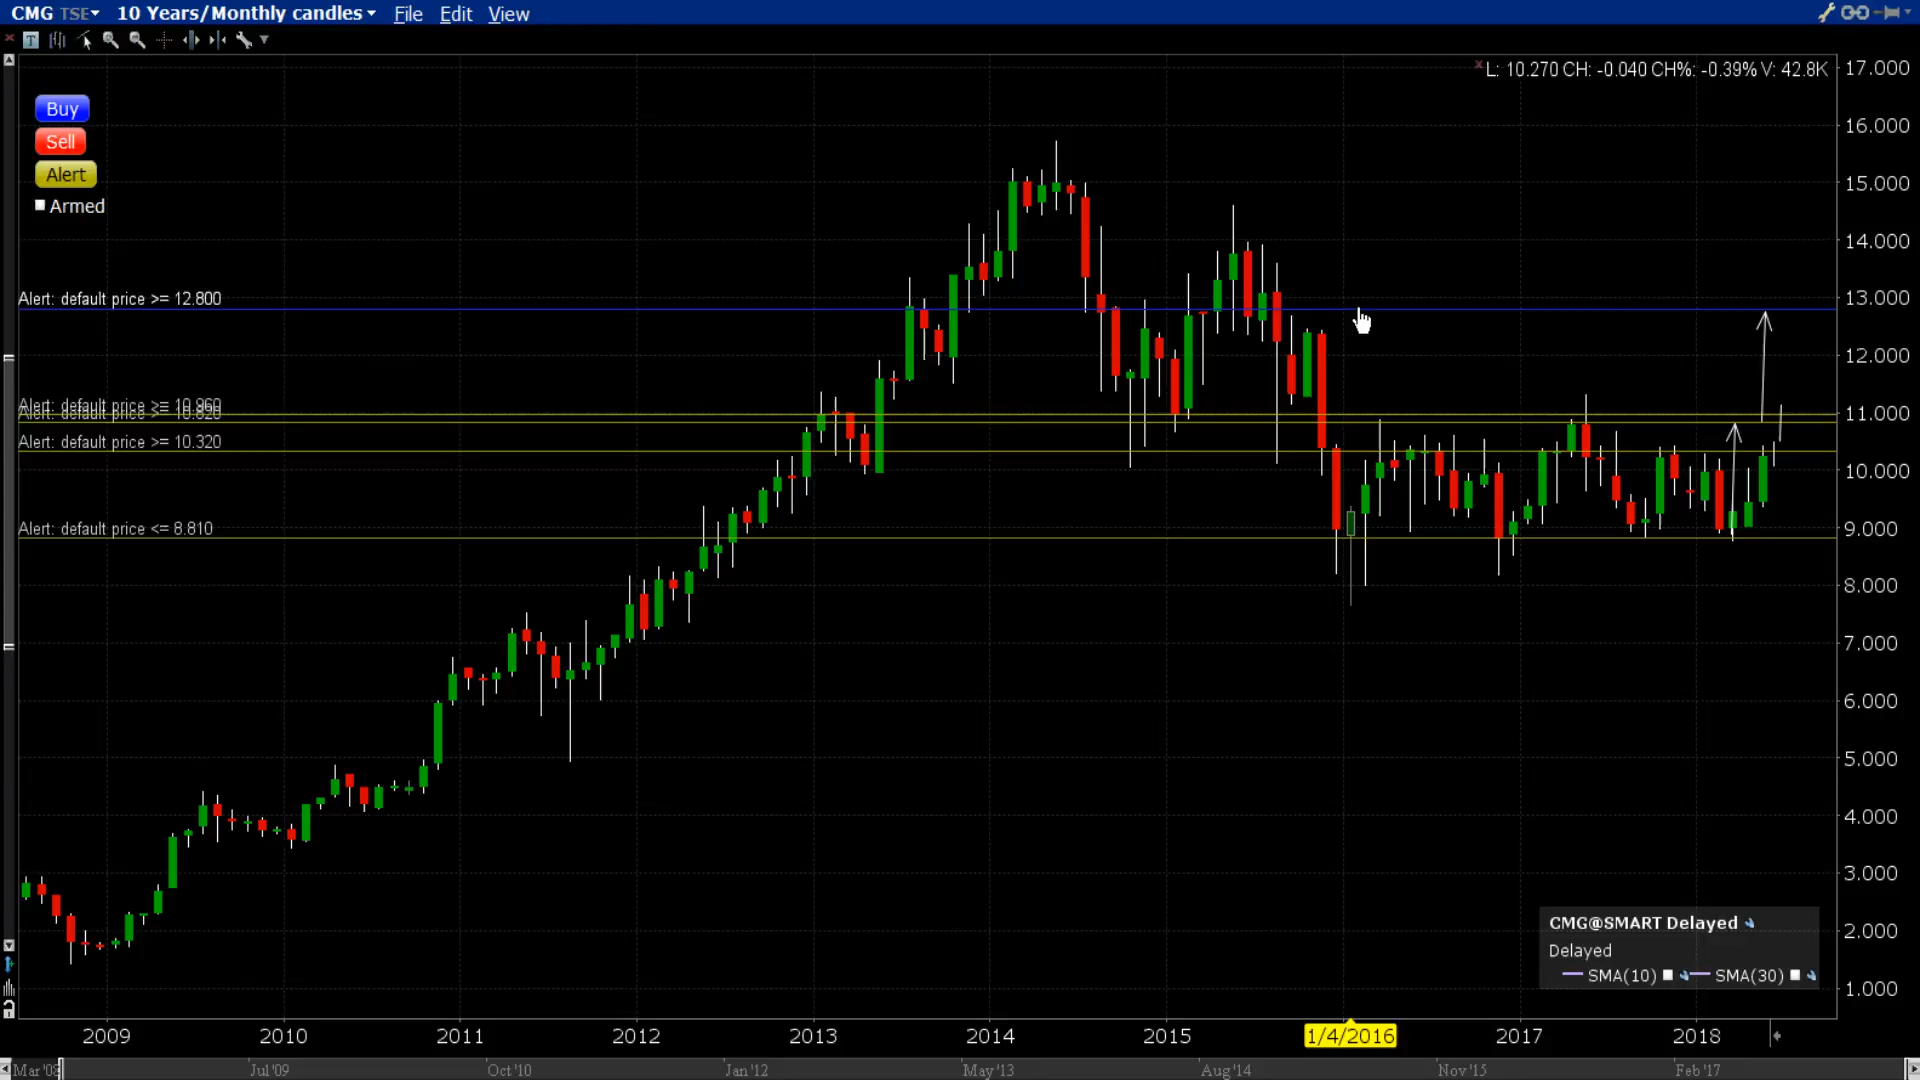 CMG TSE 10 Years/Monthly candles File Edit View
L: 10.270 CH: -0.040 CH%: -0.39% V: 42.8K
Buy
Sell
Alert
Armed
17.000
16.000
15.000
14.000
13.000
12.000
11.000
10.000
9.000
8.000
7.000
6.000
5.000
4.000
3.000
2.000
1.000
Alert: default price >= 12.800
Alert: default price >= 10.960
Alert: default price >= 10.820
Alert: default price >= 10.320
Alert: default price <= 8.810
CMG@SMART Delayed
Delayed
SMA(10) SMA(30)
2009 2010 2011 2012 2013 2014 2015 1/4/2016 2017 2018
Jul'09 Oct'10 Jan'12 May'13 Aug'14 Nov'15 Feb'17